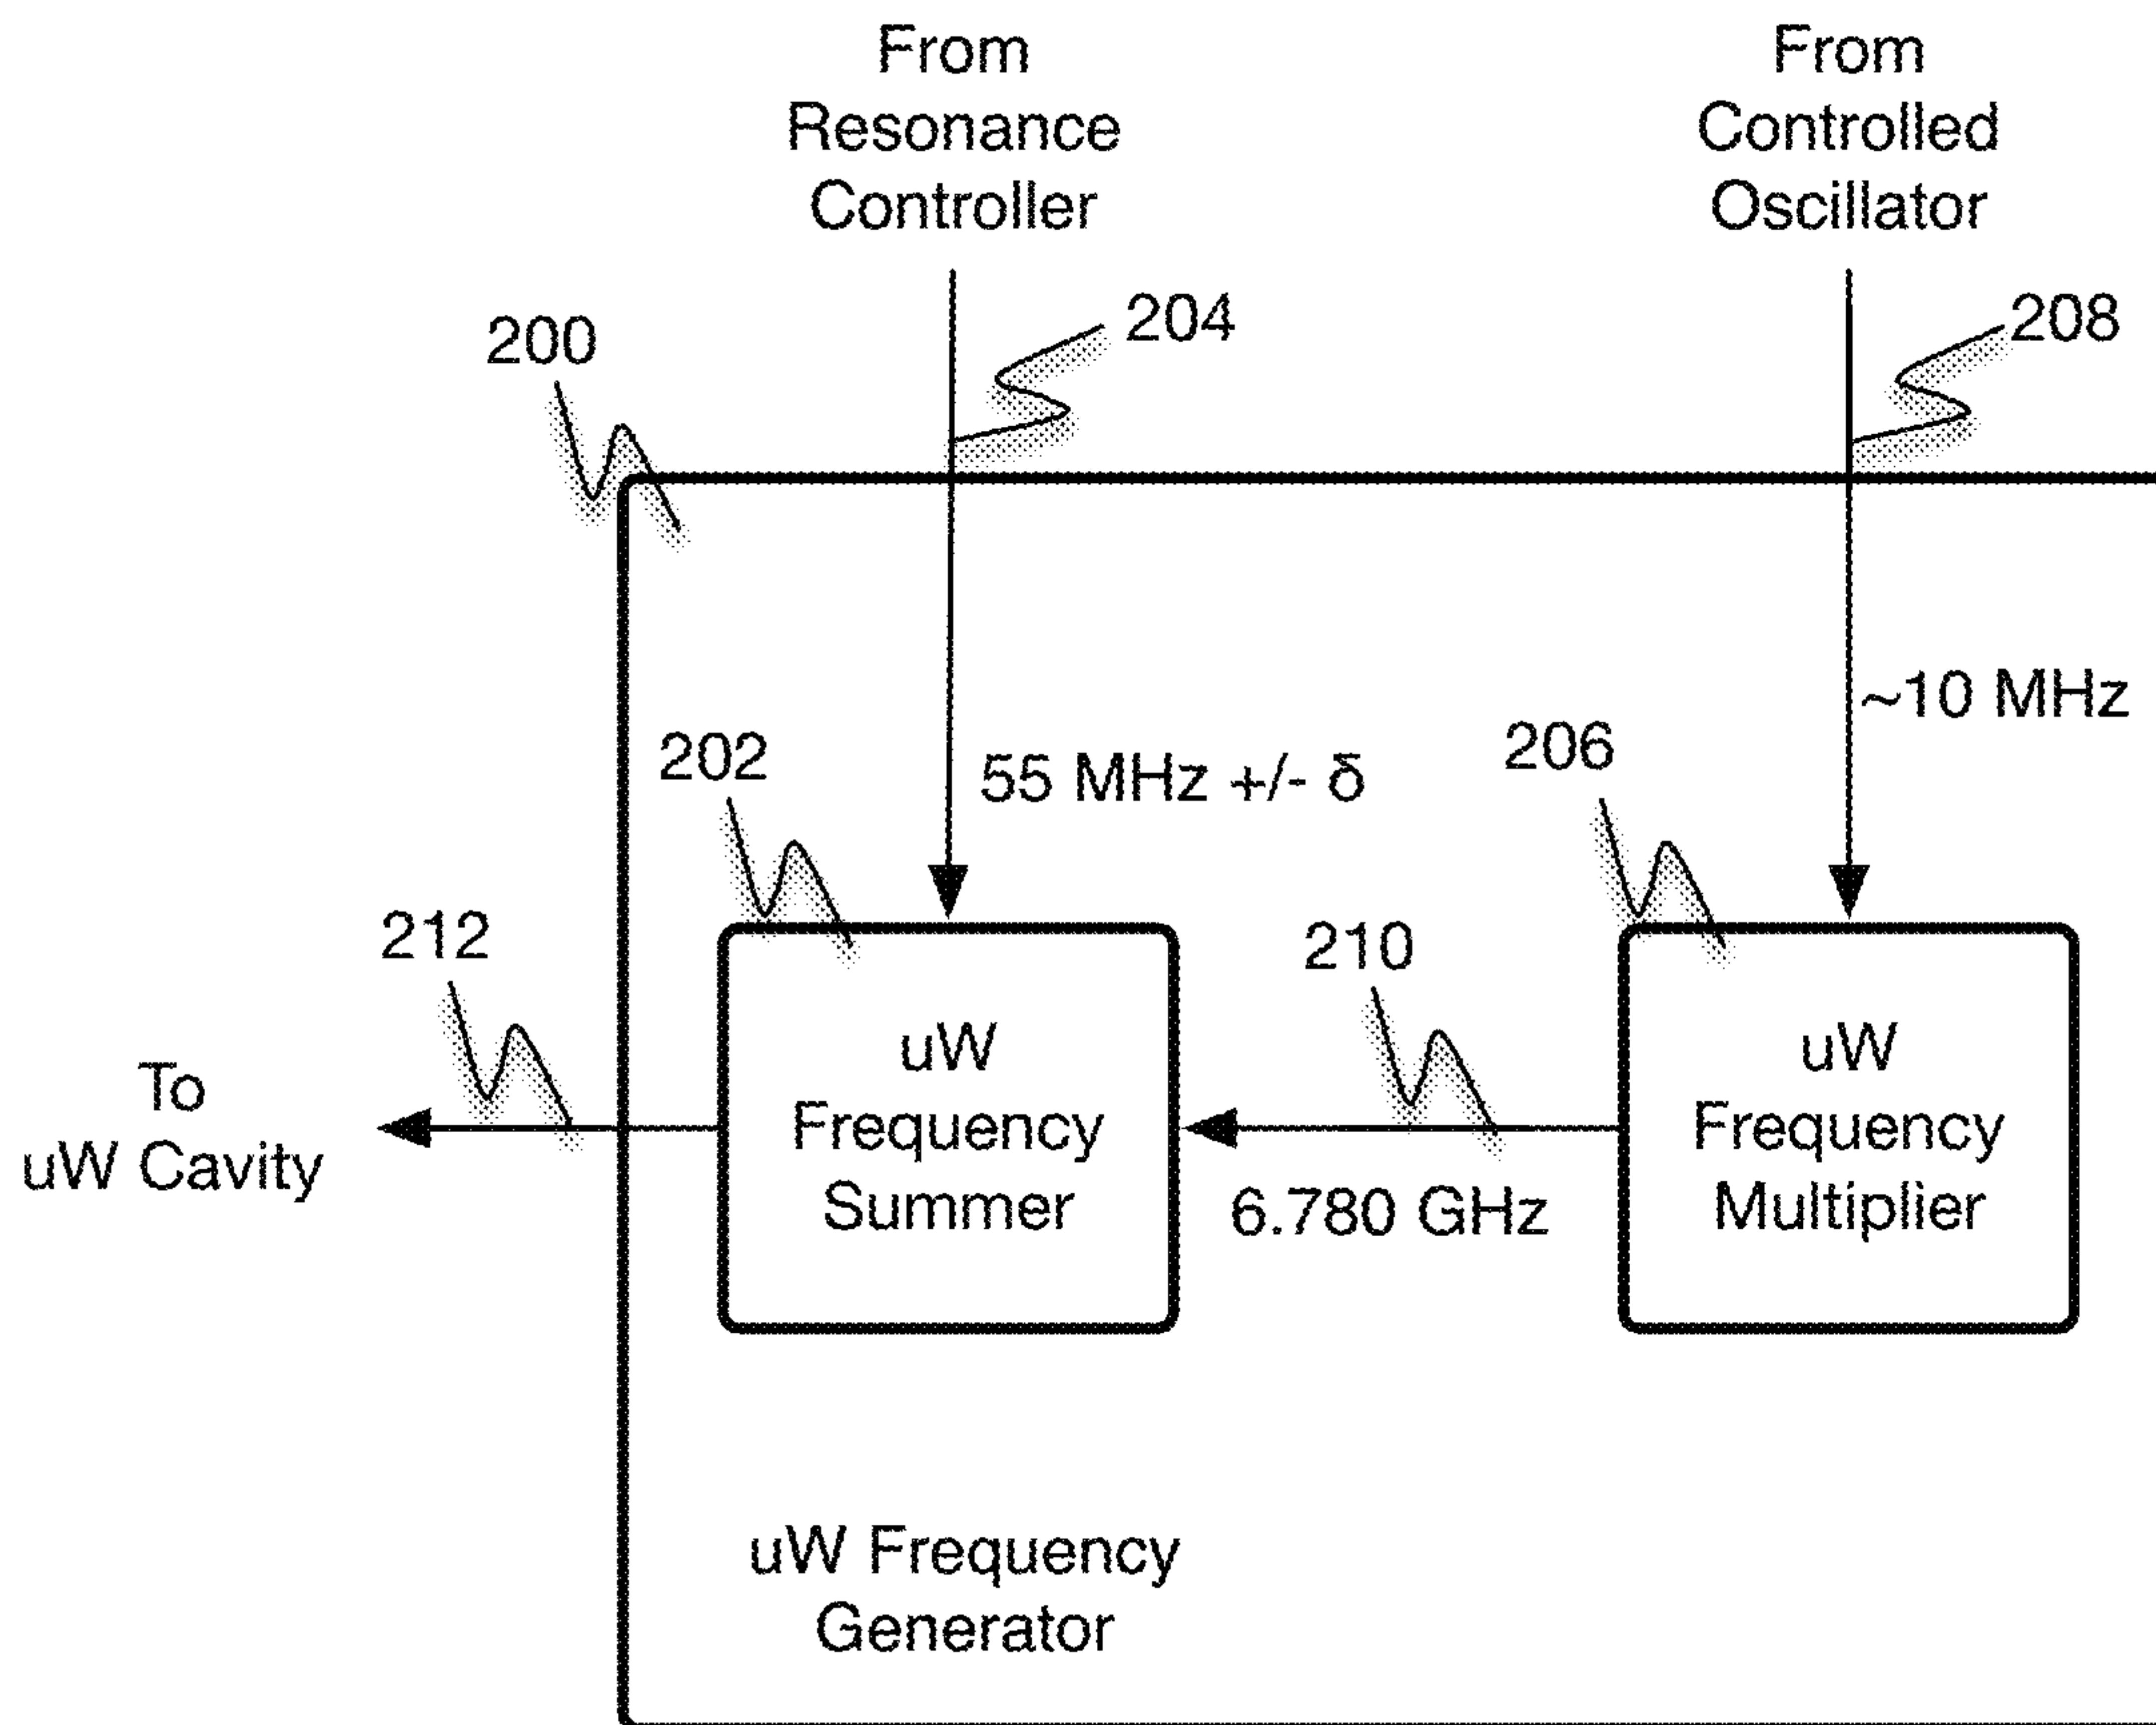 From
Resonance
Controller
From
Controlled
Oscillator
200
204
208
~10 MHz
202
55 MHz +/- δ
206
212
210
To
uW Cavity
uW
Frequency
Summer
6.780 GHz
uW
Frequency
Multiplier
uW Frequency
Generator